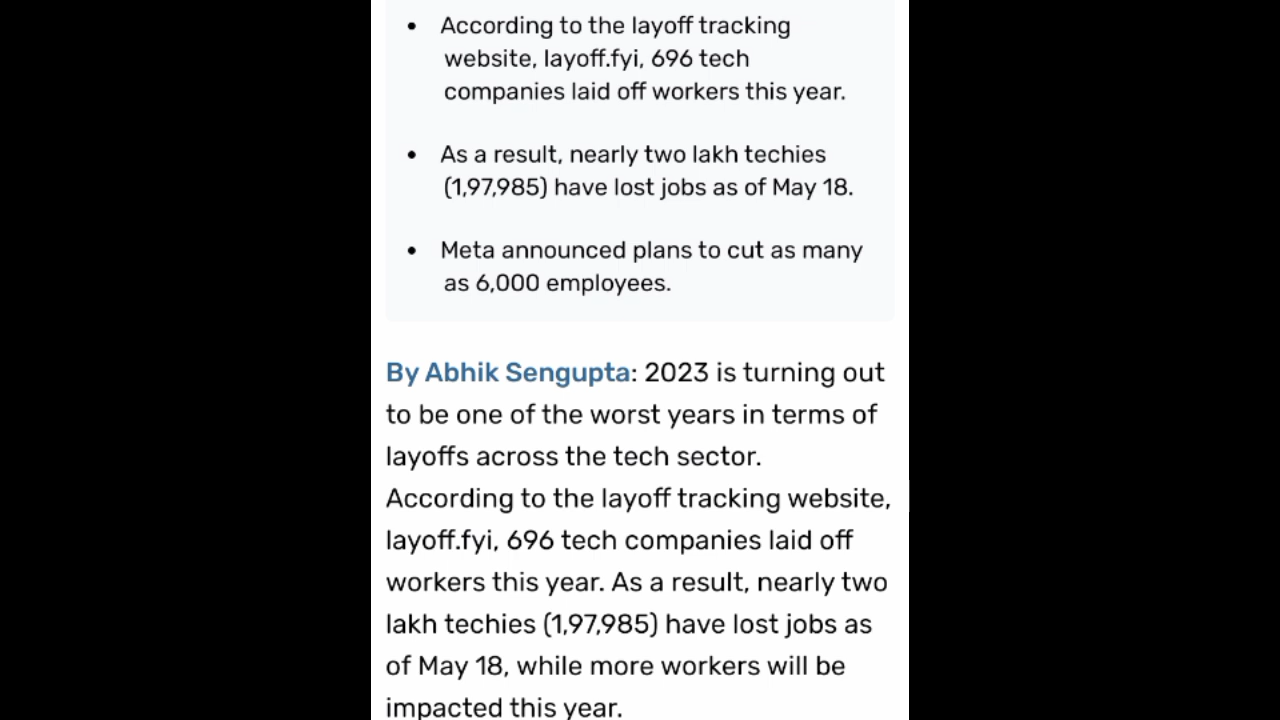 • According to the layoff tracking
website, layoff.fyi, 696 tech
companies laid off workers this year.
• As a result, nearly two lakh techies
(1,97,985) have lost jobs as of May 18.
• Meta announced plans to cut as many
as 6,000 employees.
By Abhik Sengupta: 2023 is turning out
to be one of the worst years in terms of
layoffs across the tech sector.
According to the layoff tracking website,
layoff.fyi, 696 tech companies laid off
workers this year. As a result, nearly two
lakh techies (1,97,985) have lost jobs as
of May 18, while more workers will be
impacted this year.